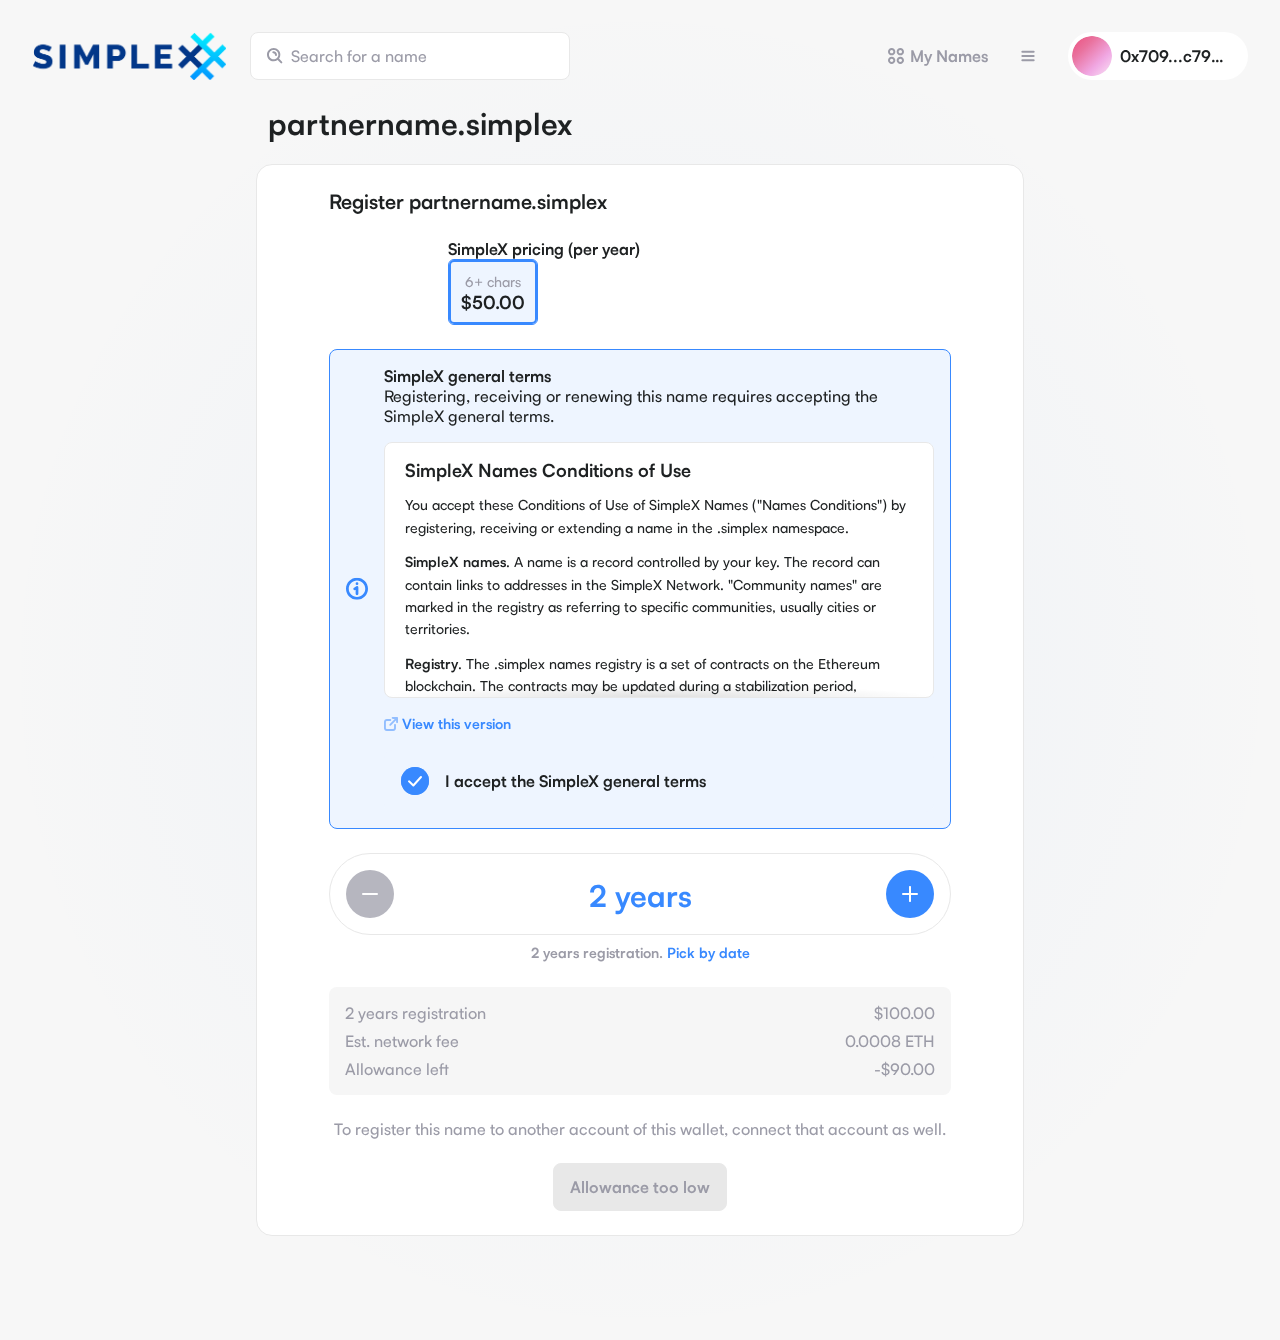 SIMPLEX
Search for a name
My Names
0x709...c79...
partnername.simplex
Register partnername.simplex
SimpleX pricing (per year)
6+ chars
$50.00
SimpleX general terms
Registering, receiving or renewing this name requires accepting the
SimpleX general terms.
SimpleX Names Conditions of Use
You accept these Conditions of Use of SimpleX Names ("Names Conditions") by
registering, receiving or extending a name in the .simplex namespace.
SimpleX names. A name is a record controlled by your key. The record can
contain links to addresses in the SimpleX Network. "Community names" are
marked in the registry as referring to specific communities, usually cities or
territories.
Registry. The .simplex names registry is a set of contracts on the Ethereum
blockchain. The contracts may be updated during a stabilization period,
View this version
I accept the SimpleX general terms
2 years
2 years registration. Pick by date
2 years registration $100.00
Est. network fee 0.0008 ETH
Allowance left -$90.00
To register this name to another account of this wallet, connect that account as well.
Allowance too low